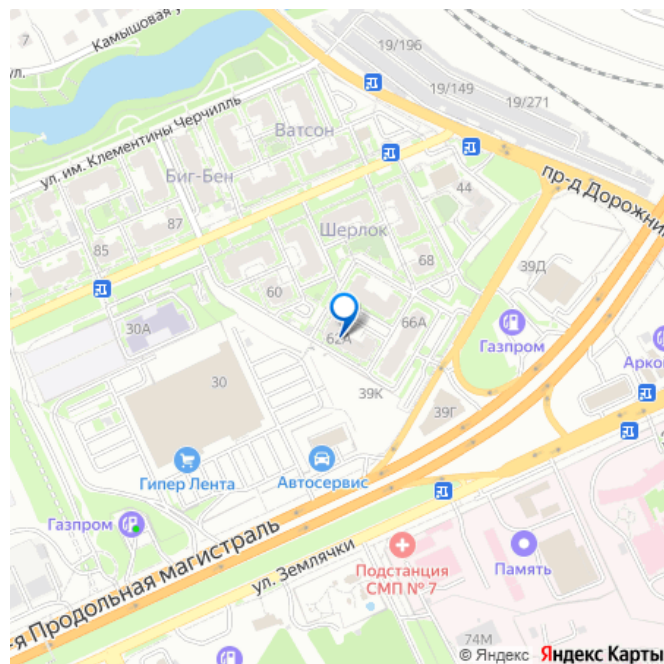 Камышовая у
7
ул.
19/196
19/149
19/271
Ватсон
ул. им. Клементины Черчилль
Биг-Бен
44
пр-д Дорожник
87
85
Шерлок
68
39Д
60
66А
30А
62А
Газпром
Арко
30
39К
39Г
Гипер Лента
Автосервис
Газпром
-я Продольная магистраль
ул. Землячки
Подстанция
СМП № 7
Память
74М
© Яндекс Яндекс Карты